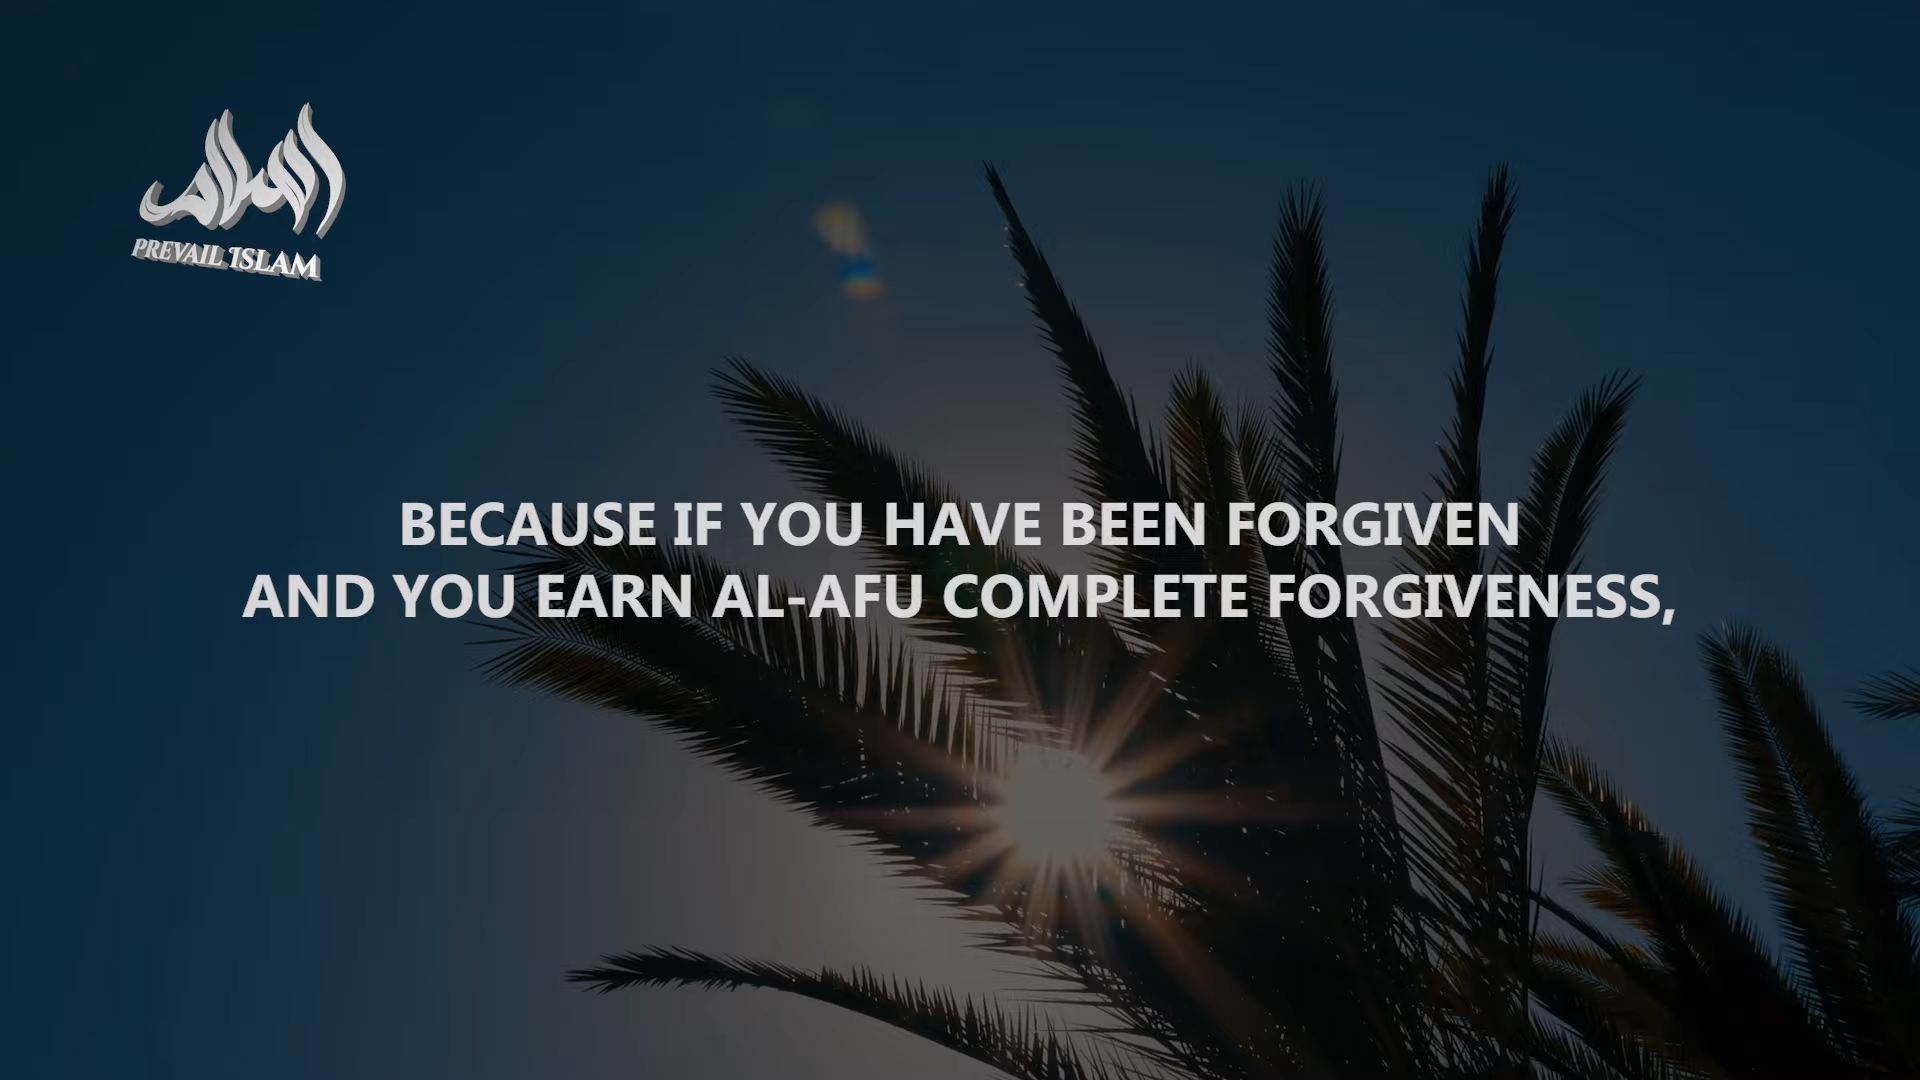 PREVAIL ISLAM
BECAUSE IF YOU HAVE BEEN FORGIVEN
AND YOU EARN AL-AFU COMPLETE FORGIVENESS,